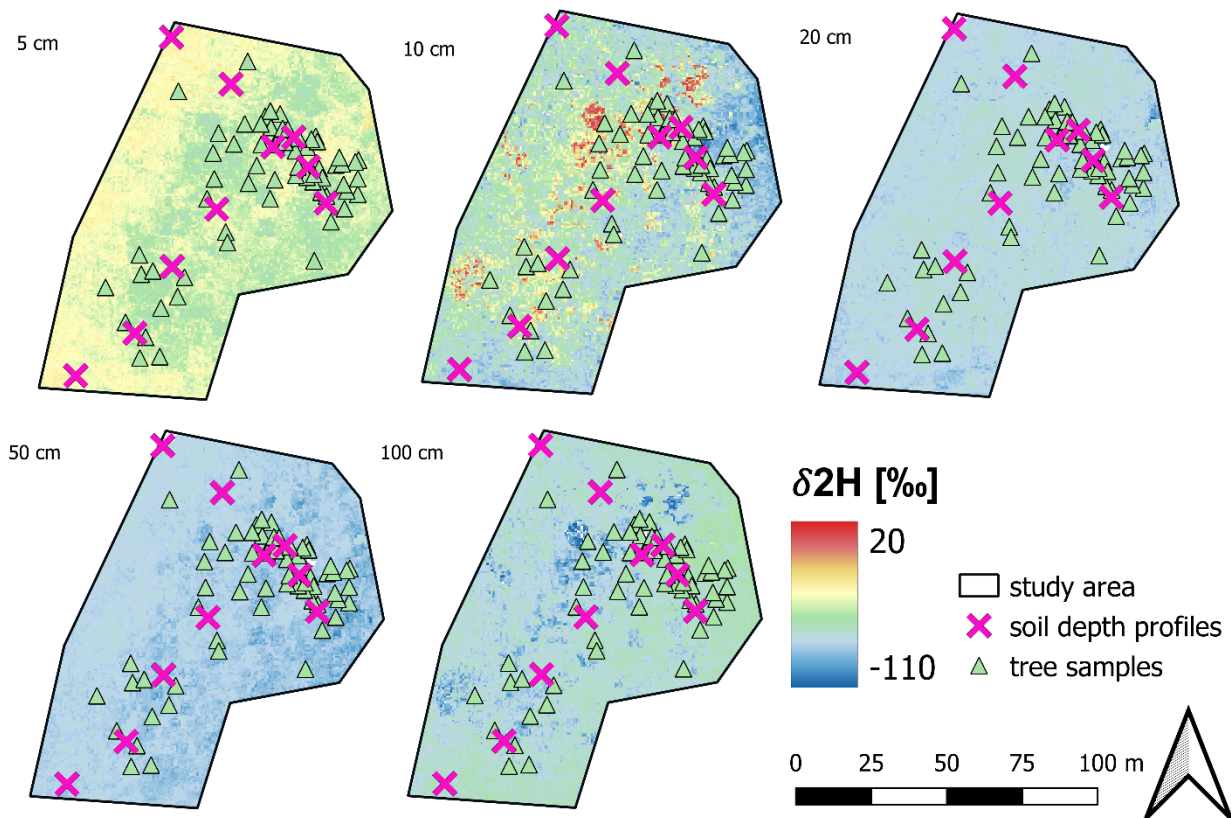 5 cm
10 cm
20 cm
50 cm
100 cm
δ2H [‰]
20
-110
study area
soil depth profiles
tree samples
0 25 50 75 100 m